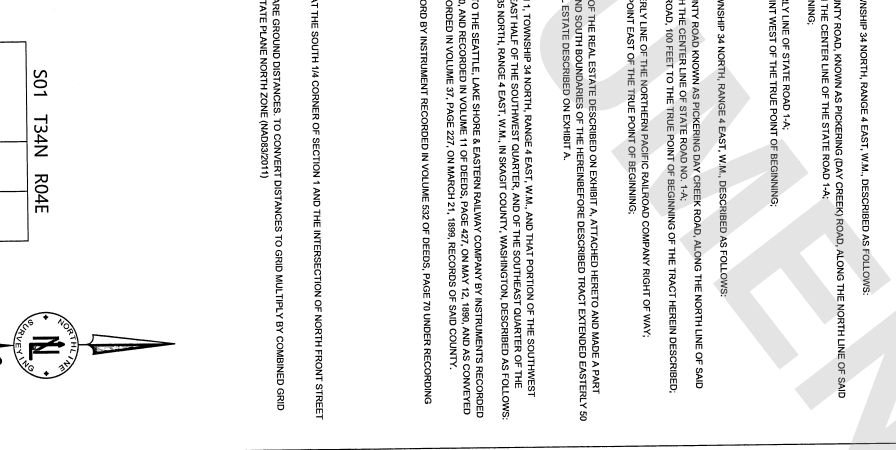 NSHIP 34 NORTH, RANGE 4 EAST, W.M., DESCRIBED AS FOLLOWS:
NTY ROAD, KNOWN AS PICKERING (DAY CREEK) ROAD, ALONG THE NORTH LINE OF SAID
THE CENTER LINE OF THE STATE ROAD 1-A;
NING;
RLY LINE OF STATE ROAD 1-A;
INT WEST OF THE TRUE POINT OF BEGINNING;
WNSHIP 34 NORTH, RANGE 4 EAST, W.M., DESCRIBED AS FOLLOWS:
NTY ROAD KNOWN AS PICKERING DAY CREEK ROAD, ALONG THE NORTH LINE OF SAID
H THE CENTER LINE OF STATE ROAD NO. 1-A;
ROAD, 100 FEET TO THE TRUE POINT OF BEGINNING OF THE TRACT HEREIN DESCRIBED;
ERLY LINE OF THE NORTHERN PACIFIC RAILROAD COMPANY RIGHT OF WAY;
POINT EAST OF THE TRUE POINT OF BEGINNING;
OF THE REAL ESTATE DESCRIBED ON EXHIBIT A, ATTACHED HERETO AND MADE A PART
ND SOUTH BOUNDARIES OF THE HEREINBEFORE DESCRIBED TRACT EXTENDED EASTERLY 50
ESTATE DESCRIBED ON EXHIBIT A.
1, TOWNSHIP 34 NORTH, RANGE 4 EAST, W.M., AND THAT PORTION OF THE SOUTHWEST
EAST HALF OF THE SOUTHWEST QUARTER, AND OF THE SOUTHEAST QUARTER OF THE
35 NORTH, RANGE 4 EAST, W.M., IN SKAGIT COUNTY, WASHINGTON, DESCRIBED AS FOLLOWS:
TO THE SEATTLE, LAKE SHORE & EASTERN RAILWAY COMPANY BY INSTRUMENTS RECORDED
0, AND RECORDED IN VOLUME 11 OF DEEDS, PAGE 427, ON MAY 12, 1890, AND AS CONVEYED
ORDED IN VOLUME 37, PAGE 227, ON MARCH 21, 1899, RECORDS OF SAID COUNTY.
ORD BY INSTRUMENT RECORDED IN VOLUME 532 OF DEEDS, PAGE 70 UNDER RECORDING
AT THE SOUTH 1/4 CORNER OF SECTION 1 AND THE INTERSECTION OF NORTH FRONT STREET
ARE GROUND DISTANCES. TO CONVERT DISTANCES TO GRID MULTIPLY BY COMBINED GRID
TATE PLANE NORTH ZONE (NAD83/2011)
S01 T34N R04E
NORTHLINE
SURVEYING
UMEN